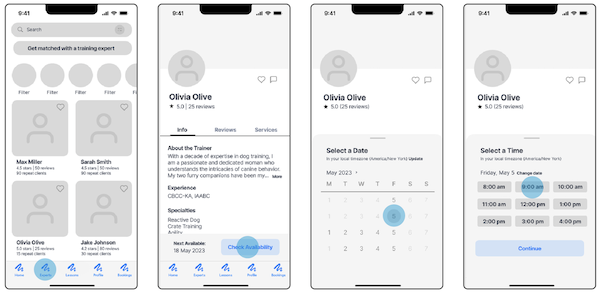 9:41
Search
Get matched with a training expert
Filter Filter Filter Filter Filter
Max Miller
4.5 stars | 50 reviews
90 repeat clients
Sarah Smith
4.5 stars | 50 reviews
90 repeat clients
Olivia Olive
5.0 stars | 25 reviews
Jake Johnson
4.5 stars | 30 reviews
90 repeat clients
Home Experts Lessons Profile Bookings
9:41
Olivia Olive
★ 5.0 | 25 reviews
Info Reviews Services
About the Trainer
With a decade of expertise in dog training, I
am a passionate and dedicated woman who
understands the intricacies of canine behavior.
My two furry companions have been my... More
Experience
CBCC-KA, IAABC
Specialties
Reactive Dog
Crate Training
Agility
Next Available:
18 May 2023
Check Availability
Home Experts Lessons Profile Bookings
9:41
Olivia Olive
★ 5.0 (25 reviews)
Select a Date
In your local timezone (America/New York) Update
May 2023 >
M T W T F S S
9:41
Olivia Olive
★ 5.0 (25 reviews)
Select a Time
In your local timezone (America/New York)
Friday, May 5 Change date
8:00 am 9:00 am 10:00 am
11:00 am 12:00 pm 1:00 pm
2:00 pm 3:00 pm 4:00 pm
Continue